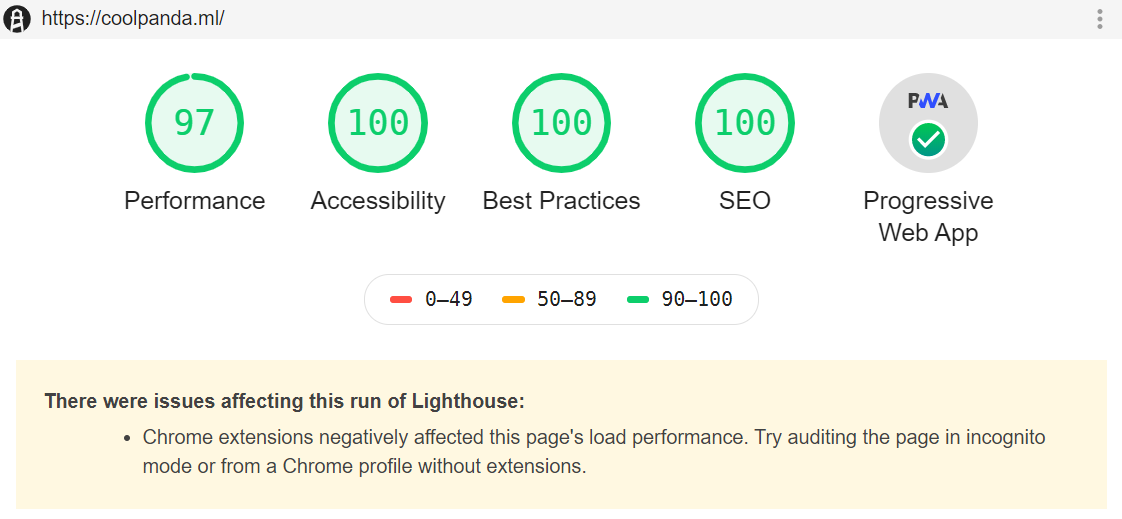 https://coolpanda.ml/
97
100
100
100
PWA
Performance
Accessibility
Best Practices
SEO
Progressive
Web App
0–49
50–89
90–100
There were issues affecting this run of Lighthouse:
• Chrome extensions negatively affected this page's load performance. Try auditing the page in incognito
mode or from a Chrome profile without extensions.